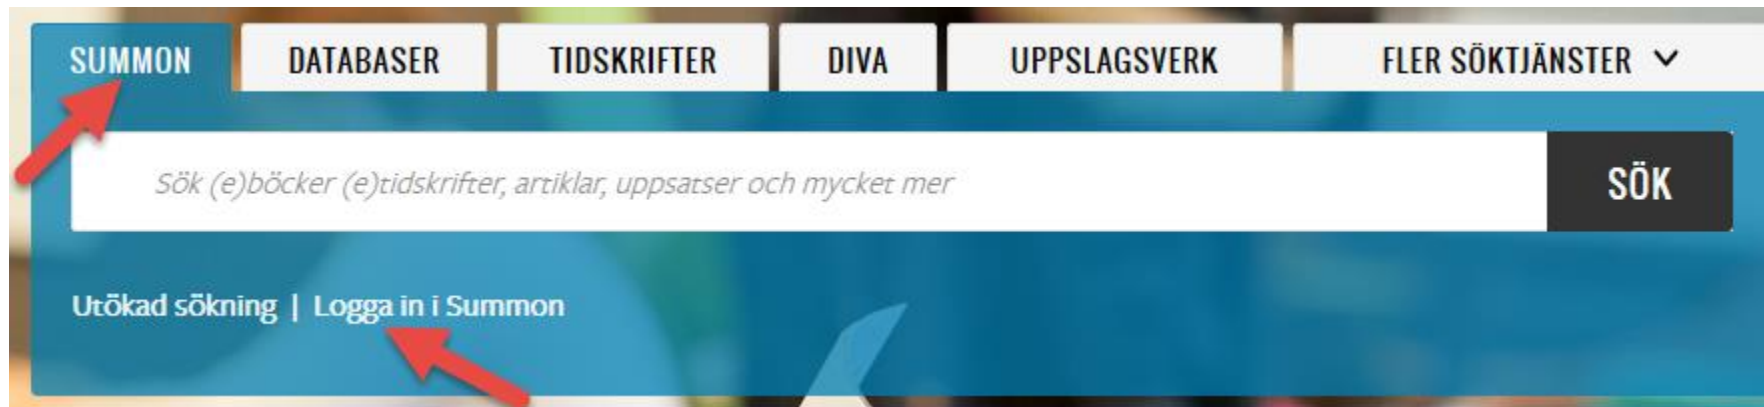 SUMMON DATABASER TIDSKRIFTER DIVA UPPSLAGSVERK FLER SÖKTJÄNSTER
Sök (e)böcker (e)tidskrifter, artiklar, uppsatser och mycket mer SÖK
Utökad sökning | Logga in i Summon